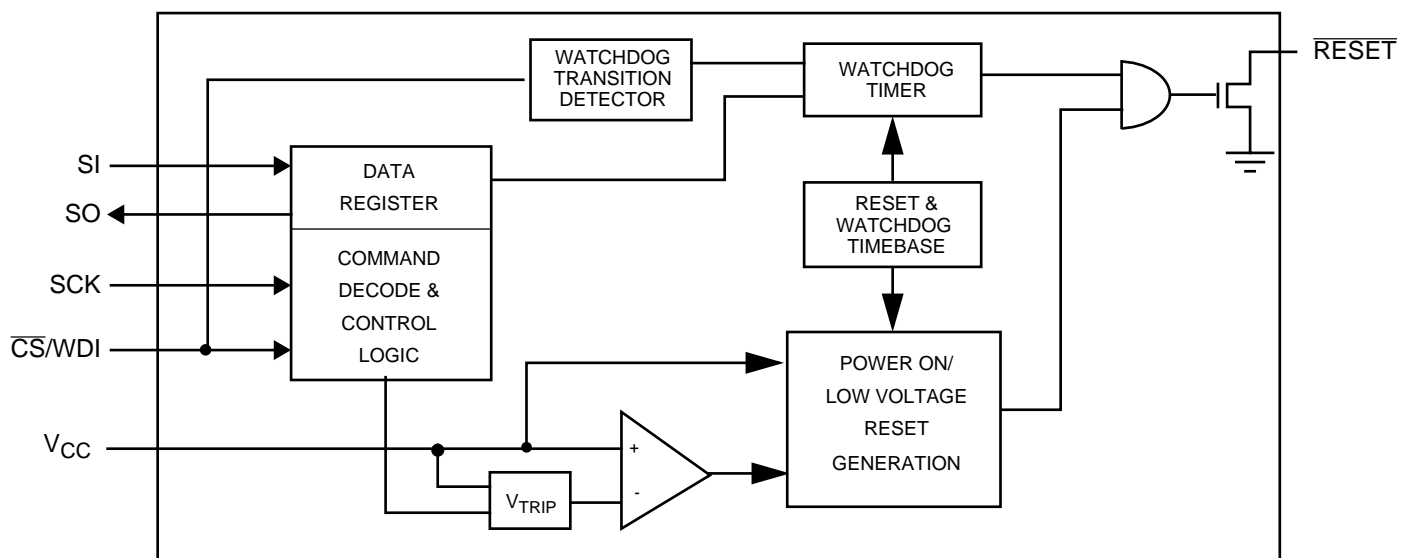 WATCHDOG
TRANSITION
DETECTOR
WATCHDOG
TIMER
RESET
SI
SO
SCK
CS/WDI
VCC
DATA
REGISTER
COMMAND
DECODE &
CONTROL
LOGIC
RESET &
WATCHDOG
TIMEBASE
POWER ON/
LOW VOLTAGE
RESET
GENERATION
+
-
VTRIP